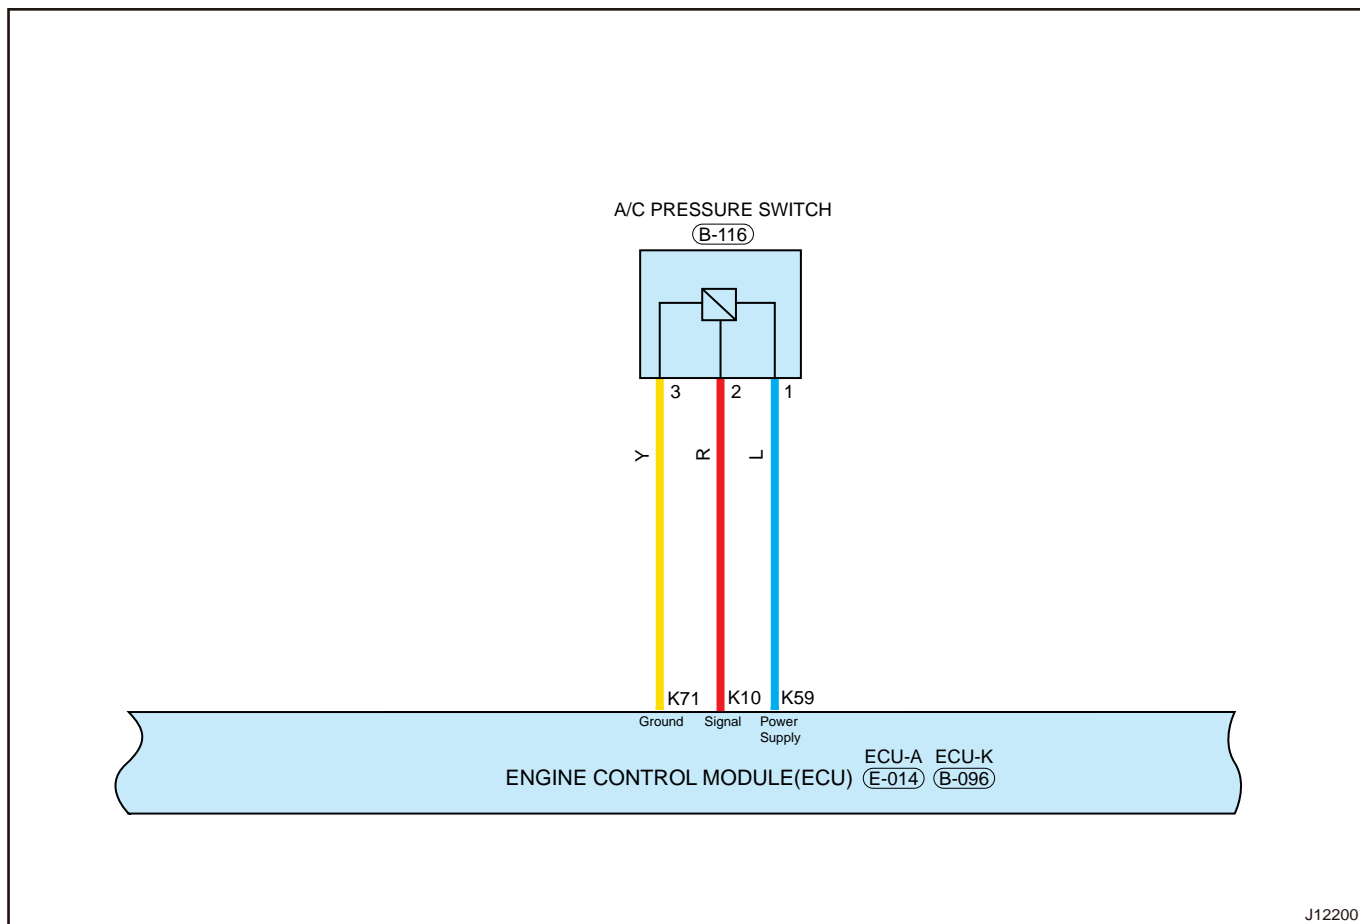 A/C PRESSURE SWITCH
B-116
3 2 1
Y R L
K71 K10 K59
Ground Signal Power
Supply
ECU-A ECU-K
ENGINE CONTROL MODULE(ECU) E-014 B-096
J12200